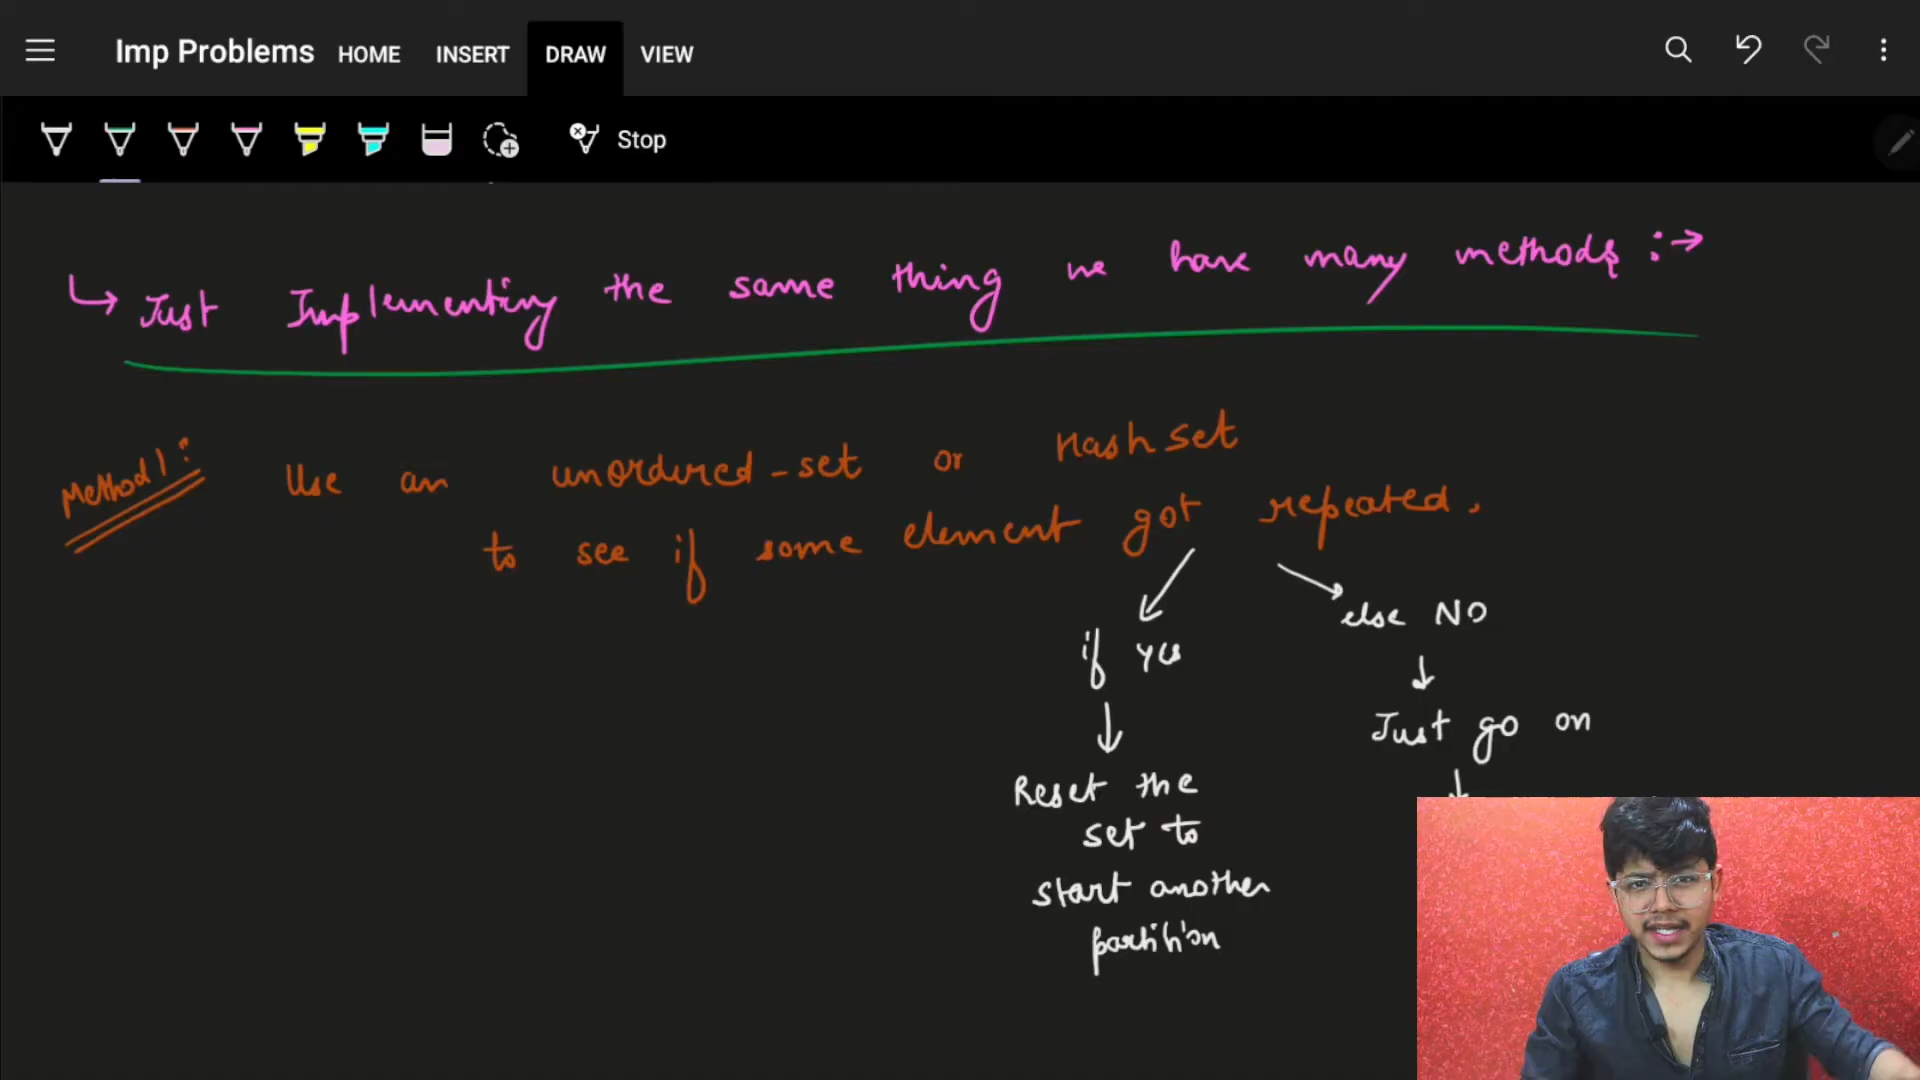 Imp Problems HOME INSERT DRAW VIEW
Stop
Just Implementing the same thing we have many methods :→
Method 1: Use an unordered-set or Hashset
to see if some element got repeated.
if yes
else NO
Just go on
Reset the
set to
start another
partition